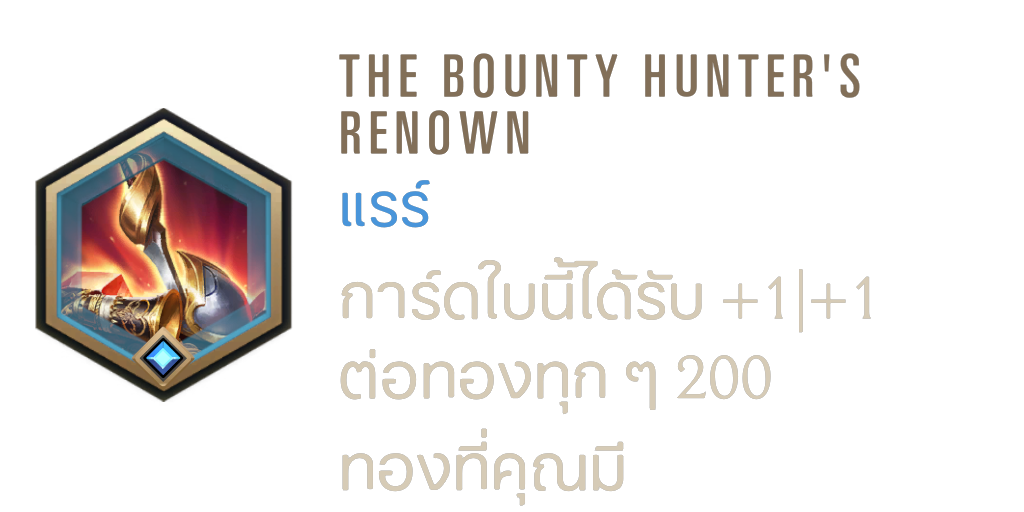 THE BOUNTY HUNTER'S
RENOWN
แรร์
การ์ดใบนี้ได้รับ +1|+1
ต่อทองทุก ๆ 200
ทองที่คุณมี